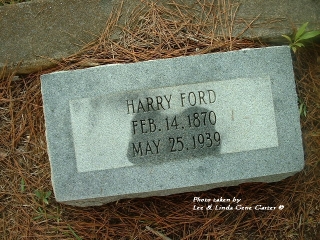 HARRY FORD
FEB. 14, 1870
MAY 25, 1939
Photo taken by
Lee & Linda Gene Carter ©